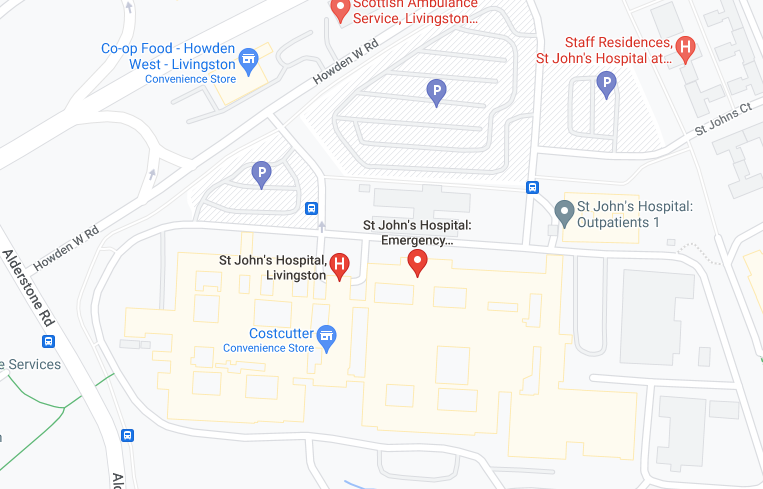 Scottish Ambulance
Service, Livingston...
Co-op Food - Howden
West - Livingston
Convenience Store
Howden W Rd
Staff Residences,
St John's Hospital at...
P
P
H
St Johns Ct
P
St John's Hospital:
Outpatients 1
St John's Hospital:
Emergency...
Howden W Rd
St John's Hospital,
Livingston
H
Alderstone Rd
Costcutter
Convenience Store
e Services
Al